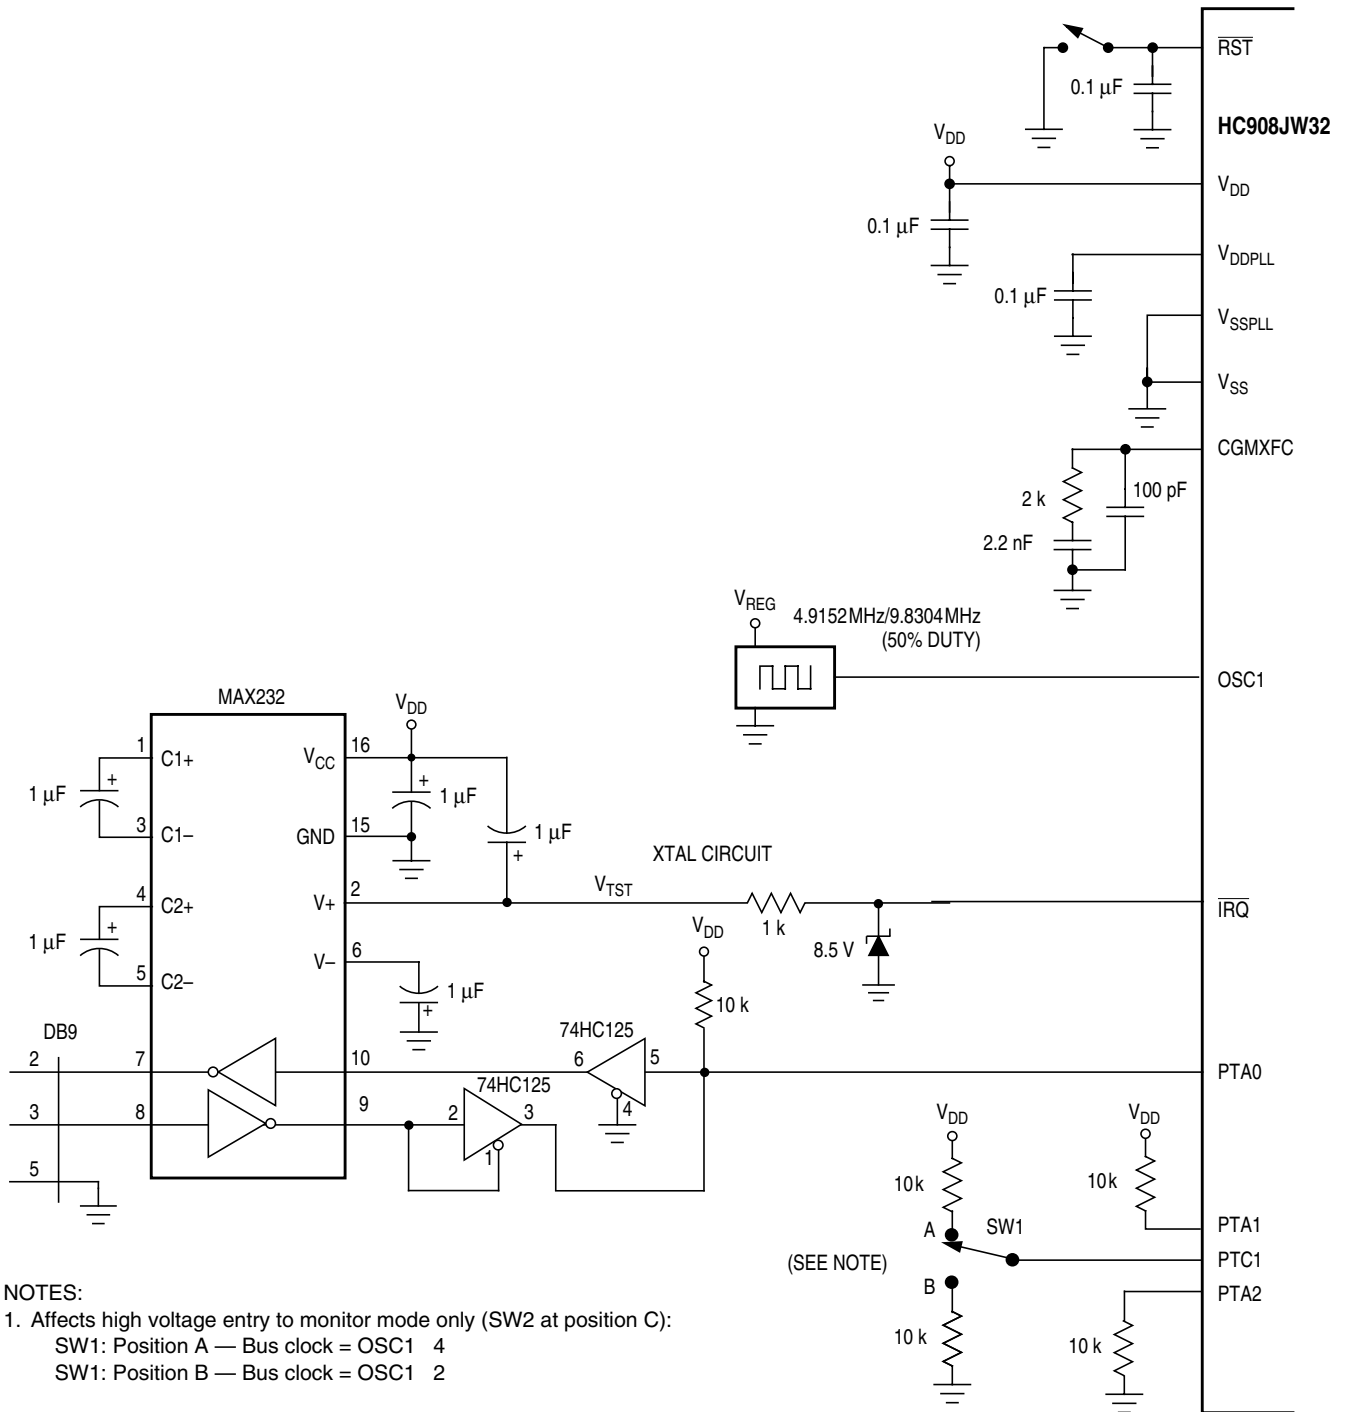 RST
0.1 µF
HC908JW32
VDD
VDD
0.1 µF
VDDPLL
0.1 µF
VSSPLL
VSS
CGMXFC
2 k
100 pF
2.2 nF
VREG
4.9152MHz/9.8304MHz
(50% DUTY)
OSC1
MAX232
VDD
1
C1+
VCC
16
1 µF
+
+
1 µF
3
C1–
GND
15
1 µF
+
XTAL CIRCUIT
4
C2+
V+
2
VTST
1 k
IRQ
1 µF
+
VDD
8.5 V
5
C2–
V–
6
1 µF
+
10 k
DB9
74HC125
2
7
10
6
5
PTA0
74HC125
4
3
8
9
2
3
1
5
VDD
VDD
10k
10k
A
SW1
PTA1
(SEE NOTE)
PTC1
B
PTA2
10 k
10 k
NOTES:
1. Affects high voltage entry to monitor mode only (SW2 at position C):
SW1: Position A — Bus clock = OSC1 4
SW1: Position B — Bus clock = OSC1 2